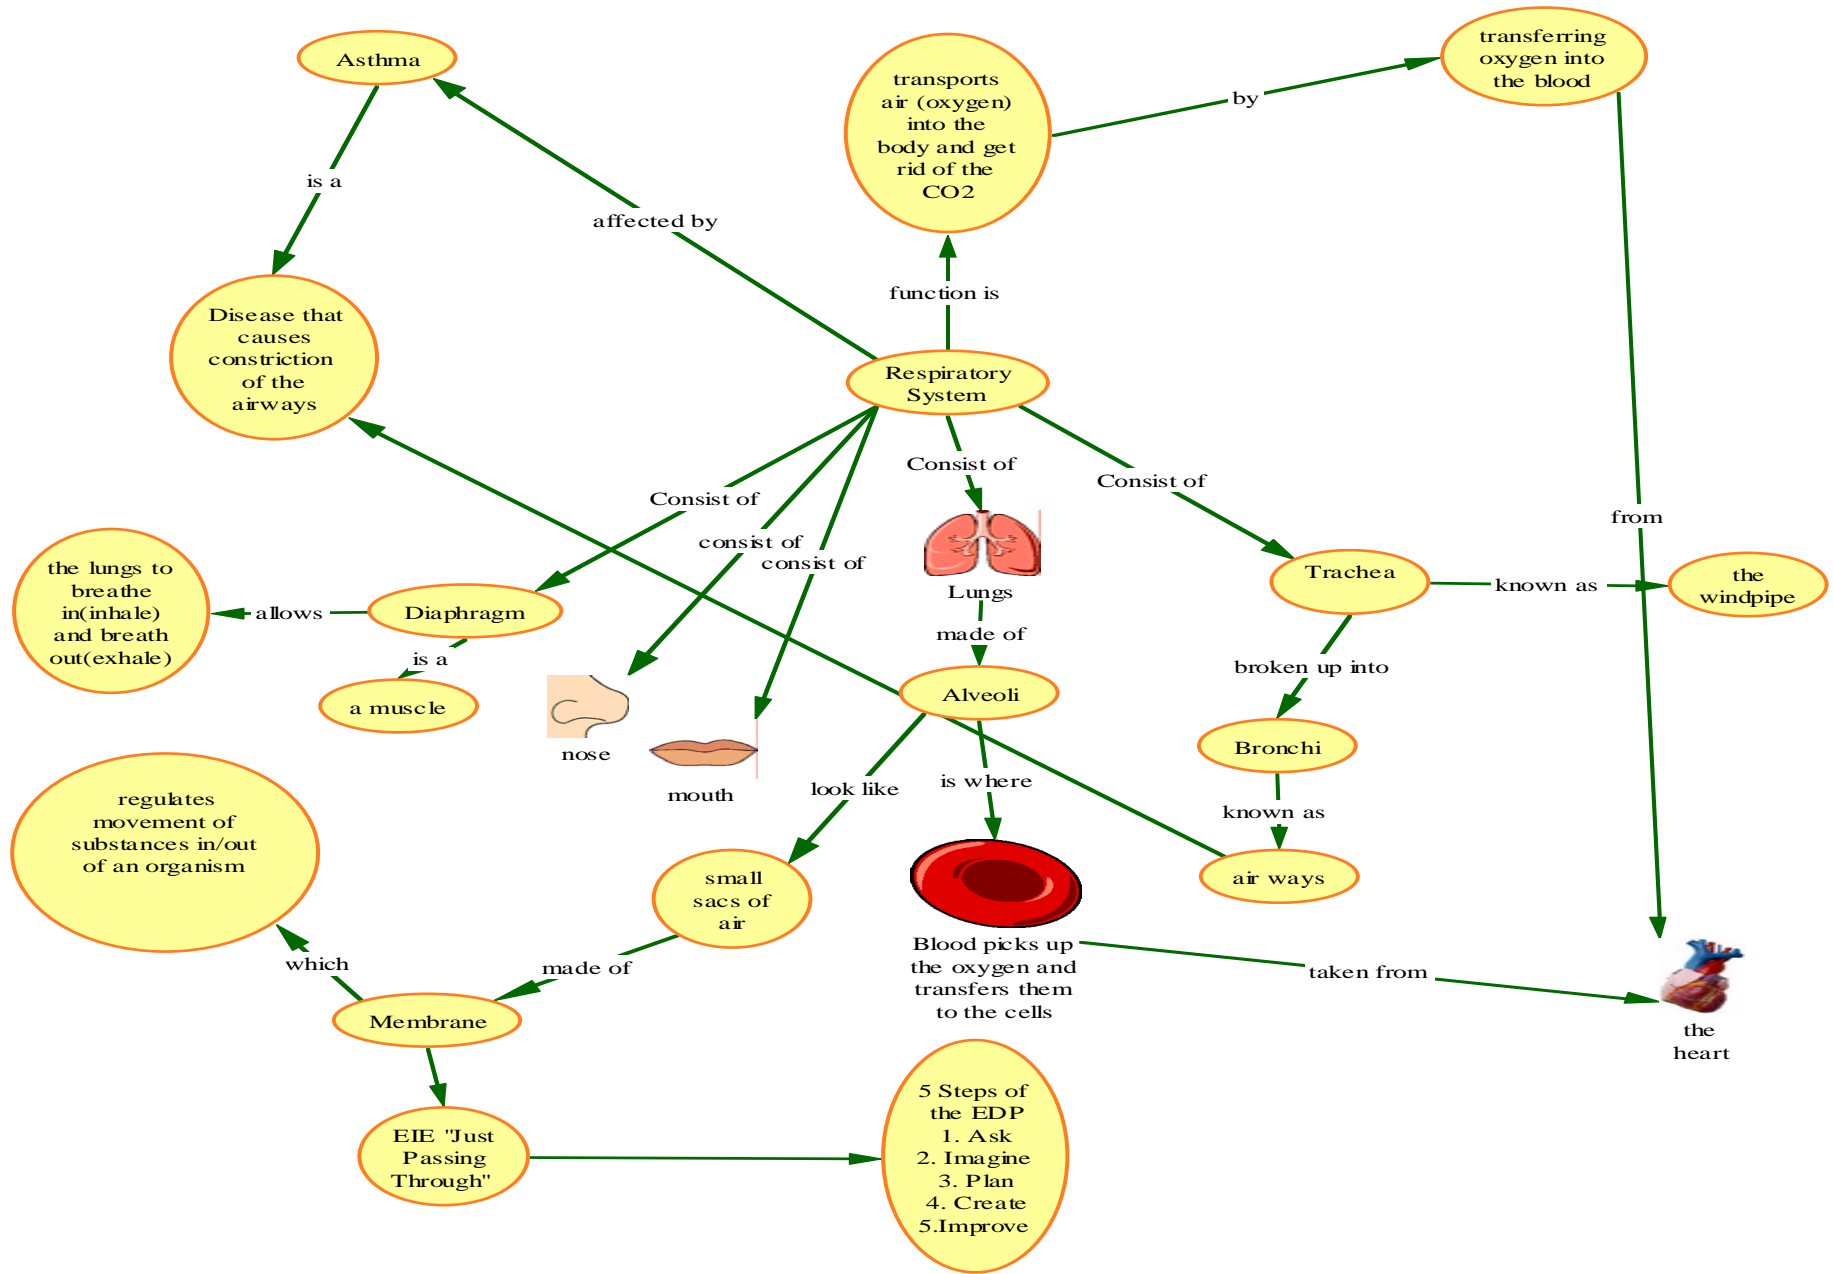 Asthma
transferring
oxygen into
the blood
transports
air (oxygen)
into the
body and get
rid of the
CO2
by
is a
affected by
function is
Disease that
causes
constriction
of the
airways
Respiratory
System
Consist of
Consist of
Consist of
consist of
consist of
from
the lungs to
breathe
in(inhale)
and breath
out(exhale)
allows
Diaphragm
is a
a muscle
Lungs
made of
Trachea
known as
the
windpipe
broken up into
Alveoli
nose
mouth
Bronchi
look like
is where
known as
regulates
movement of
substances in/out
of an organism
small
sacs of
air
air ways
which
made of
Blood picks up
the oxygen and
transfers them
to the cells
taken from
the
heart
Membrane
EIE "Just
Passing
Through"
5 Steps of
the EDP
1. Ask
2. Imagine
3. Plan
4. Create
5.Improve